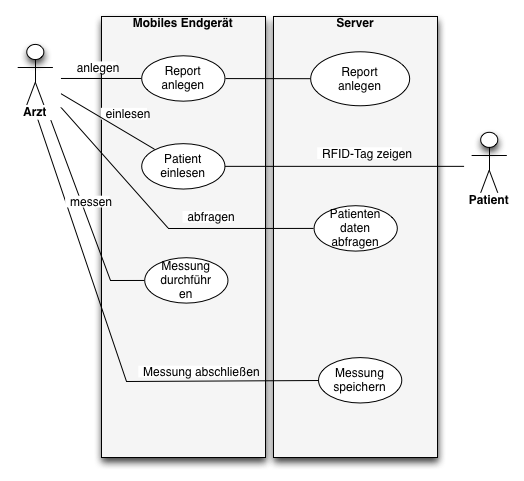 Mobiles Endgerät
Server
anlegen
Report
anlegen
Report
anlegen
Arzt
einlesen
Patient
einlesen
RFID-Tag zeigen
Patient
messen
abfragen
Patienten
daten
abfragen
Messung
durchführ
en
Messung abschließen
Messung
speichern